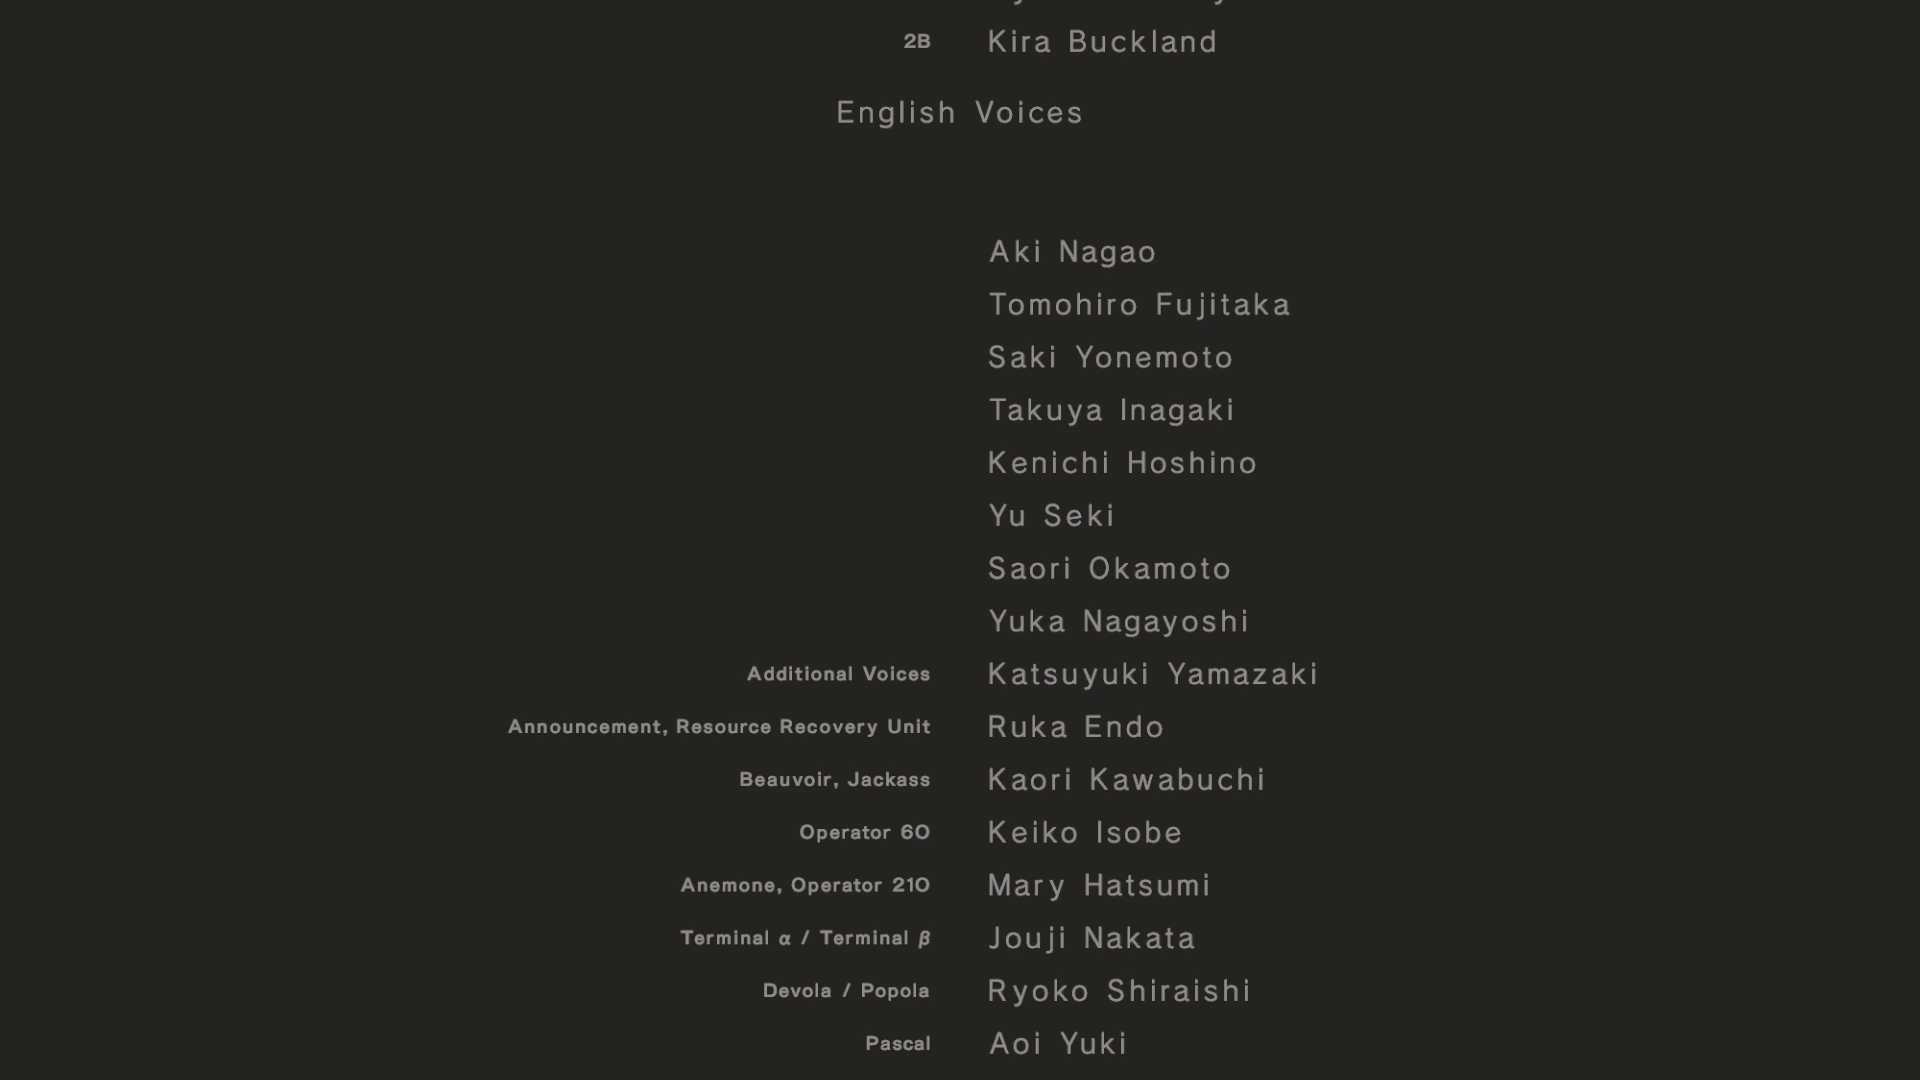 2B Kira Buckland
English Voices
Aki Nagao
Tomohiro Fujitaka
Saki Yonemoto
Takuya Inagaki
Kenichi Hoshino
Yu Seki
Saori Okamoto
Yuka Nagayoshi
Additional Voices Katsuyuki Yamazaki
Announcement, Resource Recovery Unit Ruka Endo
Beauvoir, Jackass Kaori Kawabuchi
Operator 6O Keiko Isobe
Anemone, Operator 21O Mary Hatsumi
Terminal α / Terminal β Jouji Nakata
Devola / Popola Ryoko Shiraishi
Pascal Aoi Yuki